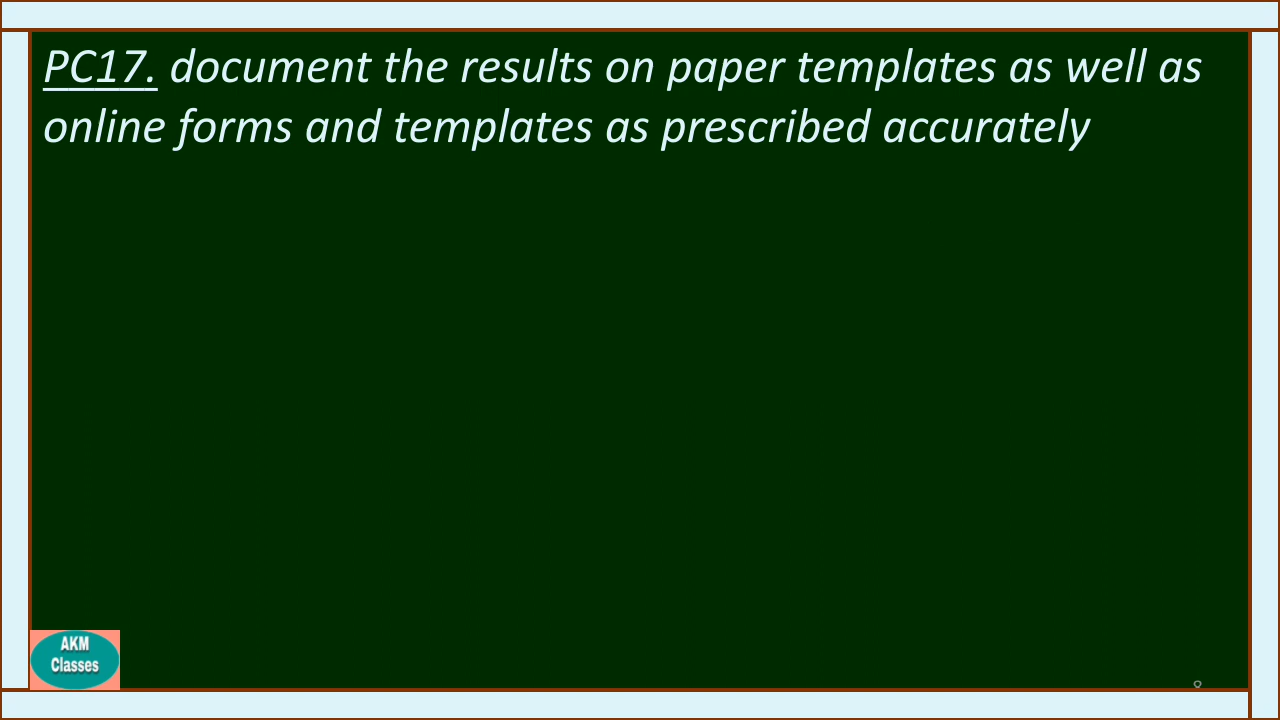 PC17. document the results on paper templates as well as
online forms and templates as prescribed accurately
AKM
Classes